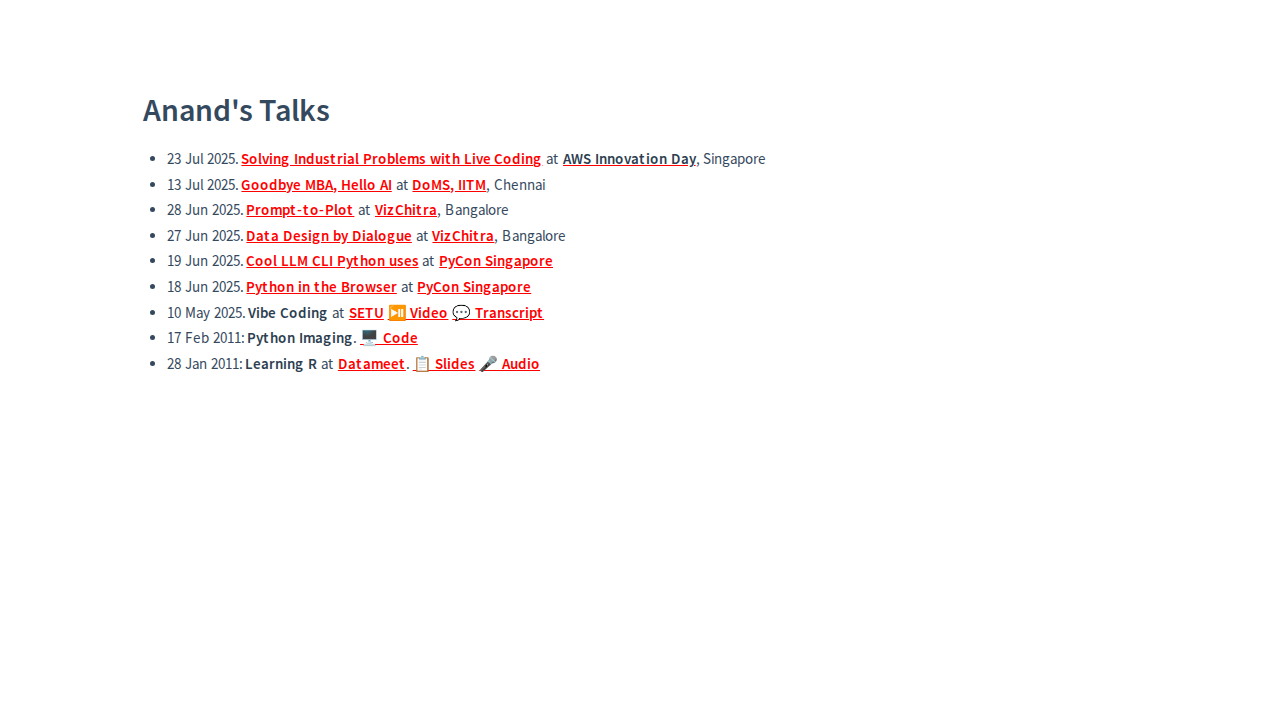 Anand's Talks
• 23 Jul 2025. Solving Industrial Problems with Live Coding at AWS Innovation Day, Singapore
• 13 Jul 2025. Goodbye MBA, Hello AI at DoMS, IITM, Chennai
• 28 Jun 2025. Prompt-to-Plot at VizChitra, Bangalore
• 27 Jun 2025. Data Design by Dialogue at VizChitra, Bangalore
• 19 Jun 2025. Cool LLM CLI Python uses at PyCon Singapore
• 18 Jun 2025. Python in the Browser at PyCon Singapore
• 10 May 2025. Vibe Coding at SETU ⏯️ Video 💬 Transcript
• 17 Feb 2011: Python Imaging. 🖥️ Code
• 28 Jan 2011: Learning R at Datameet. 📋 Slides 🎤 Audio